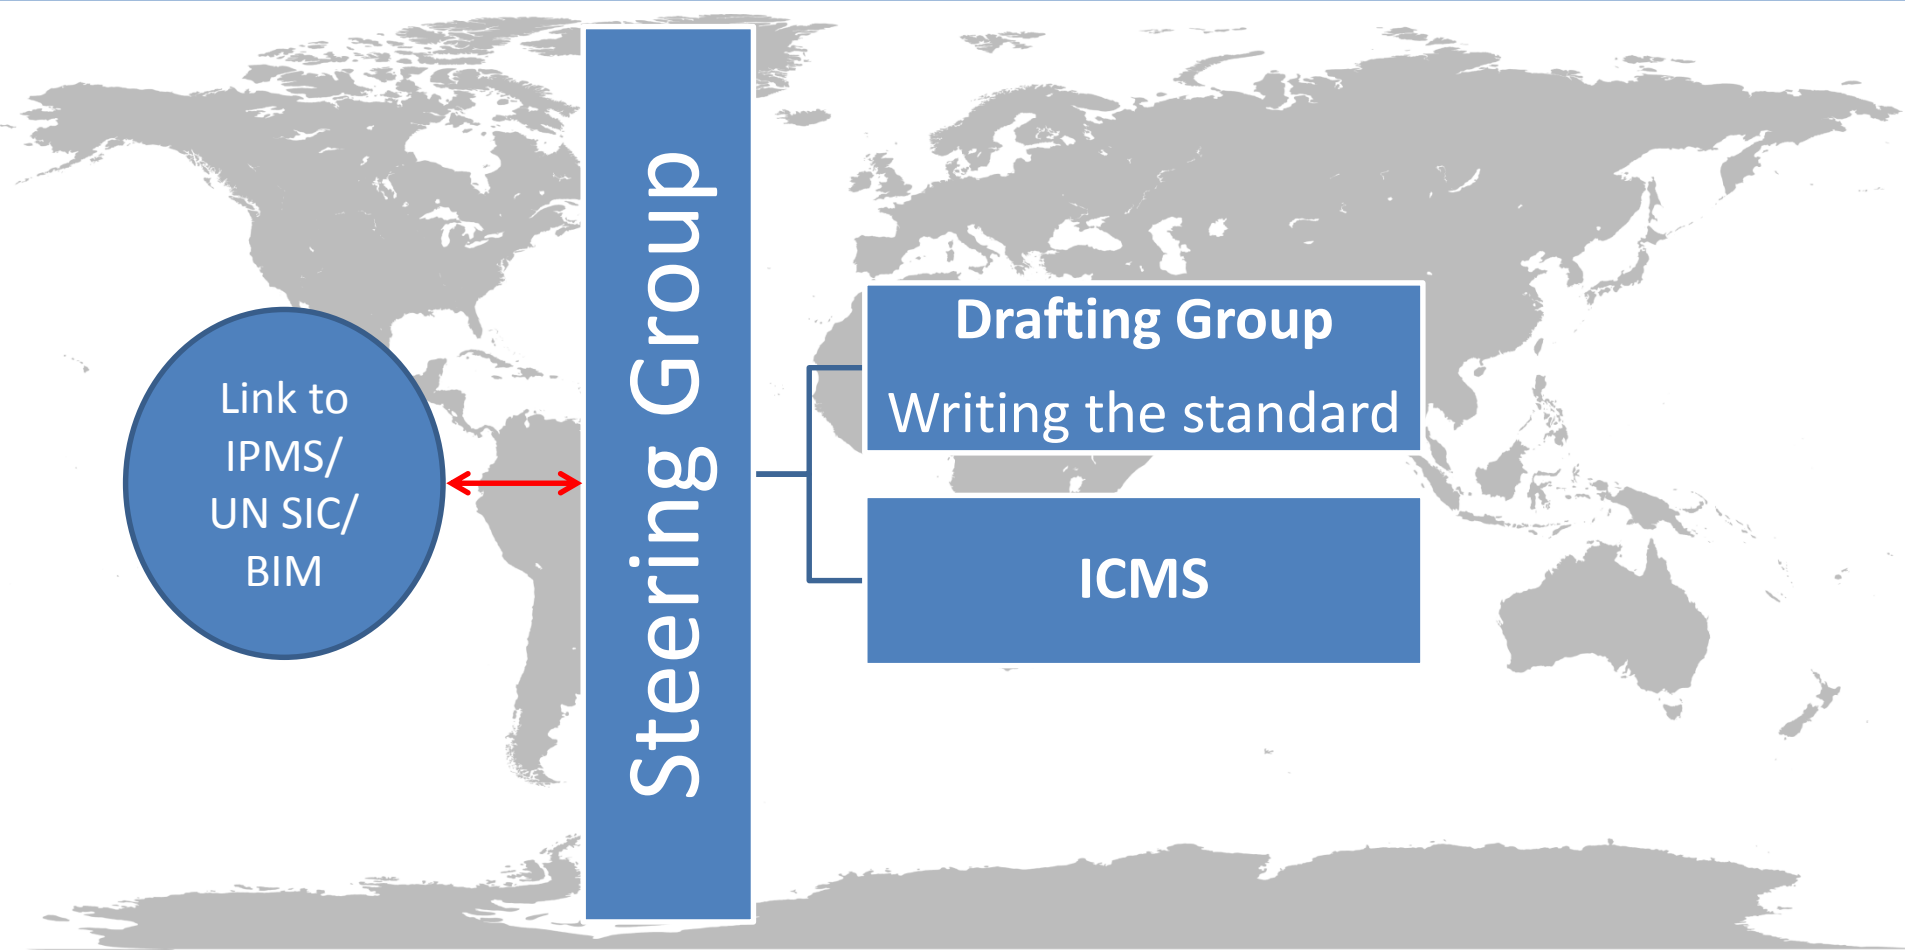 Link to
IPMS/
UN SIC/
BIM
Steering Group
Drafting Group
Writing the standard
ICMS